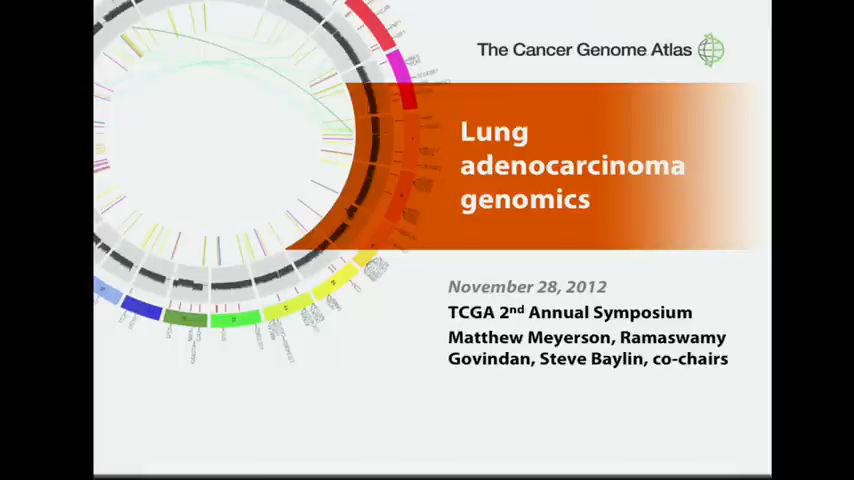 The Cancer Genome Atlas
Lung
adenocarcinoma
genomics
November 28, 2012
TCGA 2nd Annual Symposium
Matthew Meyerson, Ramaswamy
Govindan, Steve Baylin, co-chairs